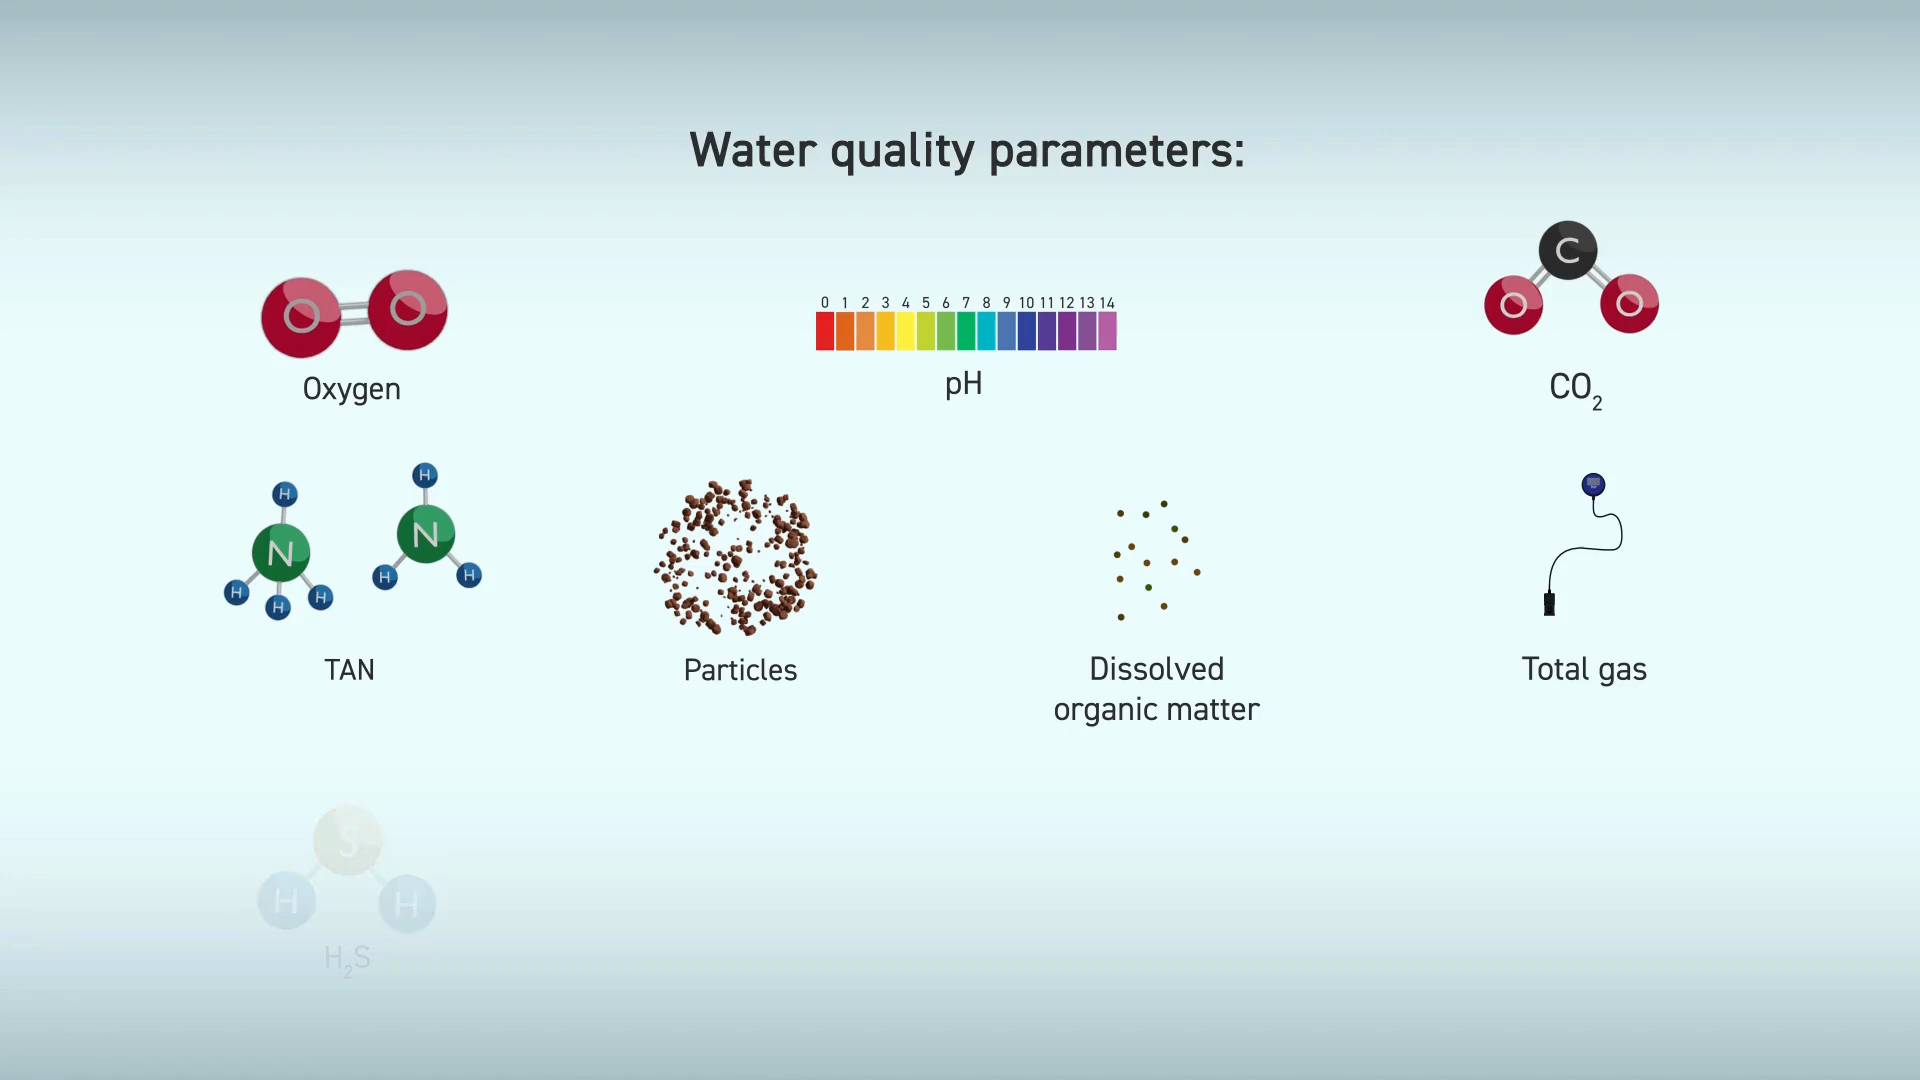 Water quality parameters:
O O
Oxygen
0 1 2 3 4 5 6 7 8 9 10 11 12 13 14
pH
C
O O
CO2
H
N
H H H
H
N
H H
TAN
Particles
Dissolved
organic matter
Total gas
S
H H
H2S